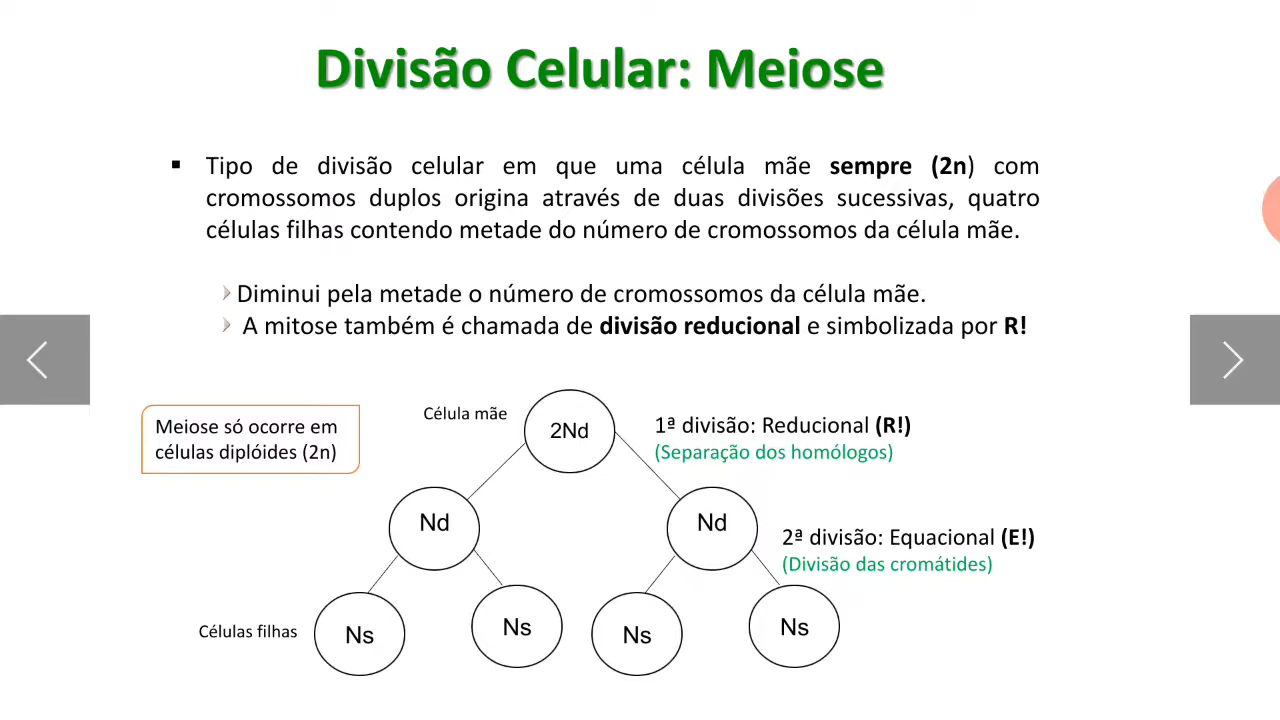 Divisão Celular: Meiose
▪ Tipo de divisão celular em que uma célula mãe sempre (2n) com
cromossomos duplos origina através de duas divisões sucessivas, quatro
células filhas contendo metade do número de cromossomos da célula mãe.
Diminui pela metade o número de cromossomos da célula mãe.
A mitose também é chamada de divisão reducional e simbolizada por R!
Meiose só ocorre em
células diplóides (2n)
Célula mãe
2Nd
1ª divisão: Reducional (R!)
(Separação dos homólogos)
Nd
Nd
2ª divisão: Equacional (E!)
(Divisão das cromátides)
Células filhas
Ns
Ns
Ns
Ns